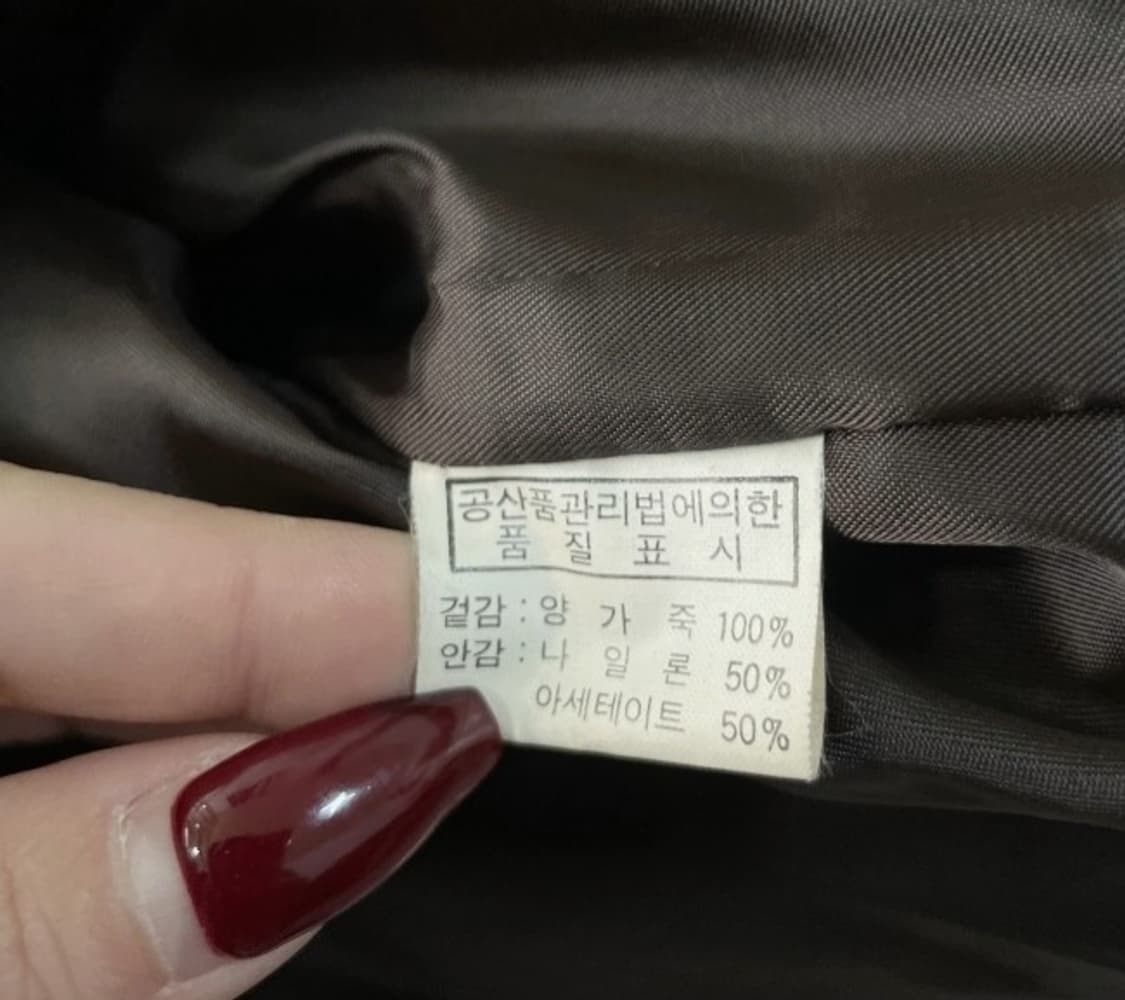 공산품관리법에의한
품 질 표 시
겉감 : 양 가 죽 100%
안감 : 나 일 론 50%
아세테이트 50%